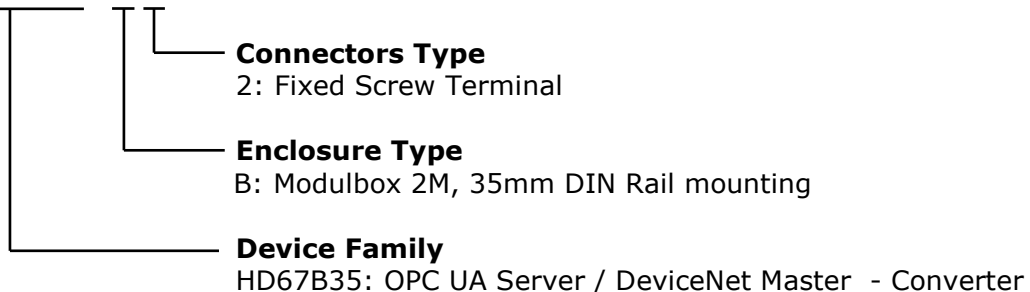 Connectors Type
2: Fixed Screw Terminal
Enclosure Type
B: Modulbox 2M, 35mm DIN Rail mounting
Device Family
HD67B35: OPC UA Server / DeviceNet Master - Converter